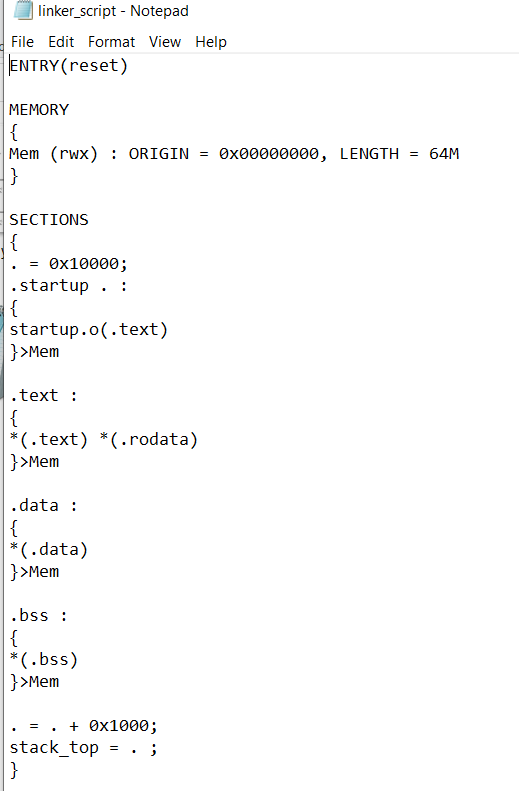 linker_script - Notepad
File Edit Format View Help
ENTRY(reset)
MEMORY
{
Mem (rwx) : ORIGIN = 0x00000000, LENGTH = 64M
}
SECTIONS
{
. = 0x10000;
.startup . :
{
startup.o(.text)
}>Mem
.text :
{
*(.text) *(.rodata)
}>Mem
.data :
{
*(.data)
}>Mem
.bss :
{
*(.bss)
}>Mem
. = . + 0x1000;
stack_top = . ;
}